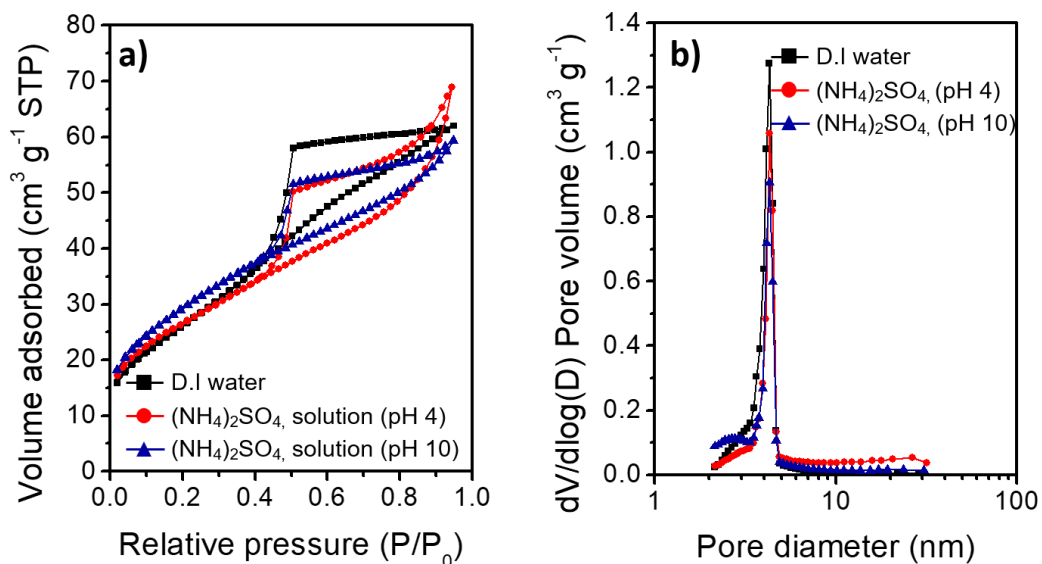 a)
Volume adsorbed (cm³ g⁻¹ STP)
80
70
60
50
40
30
20
10
0
D.I water
(NH₄)₂SO₄, solution (pH 4)
(NH₄)₂SO₄, solution (pH 10)
0.0 0.2 0.4 0.6 0.8 1.0
Relative pressure (P/P₀)
b)
dV/dlog(D) Pore volume (cm³ g⁻¹)
1.4
1.2
1.0
0.8
0.6
0.4
0.2
0.0
D.I water
(NH₄)₂SO₄, (pH 4)
(NH₄)₂SO₄, (pH 10)
1 10 100
Pore diameter (nm)